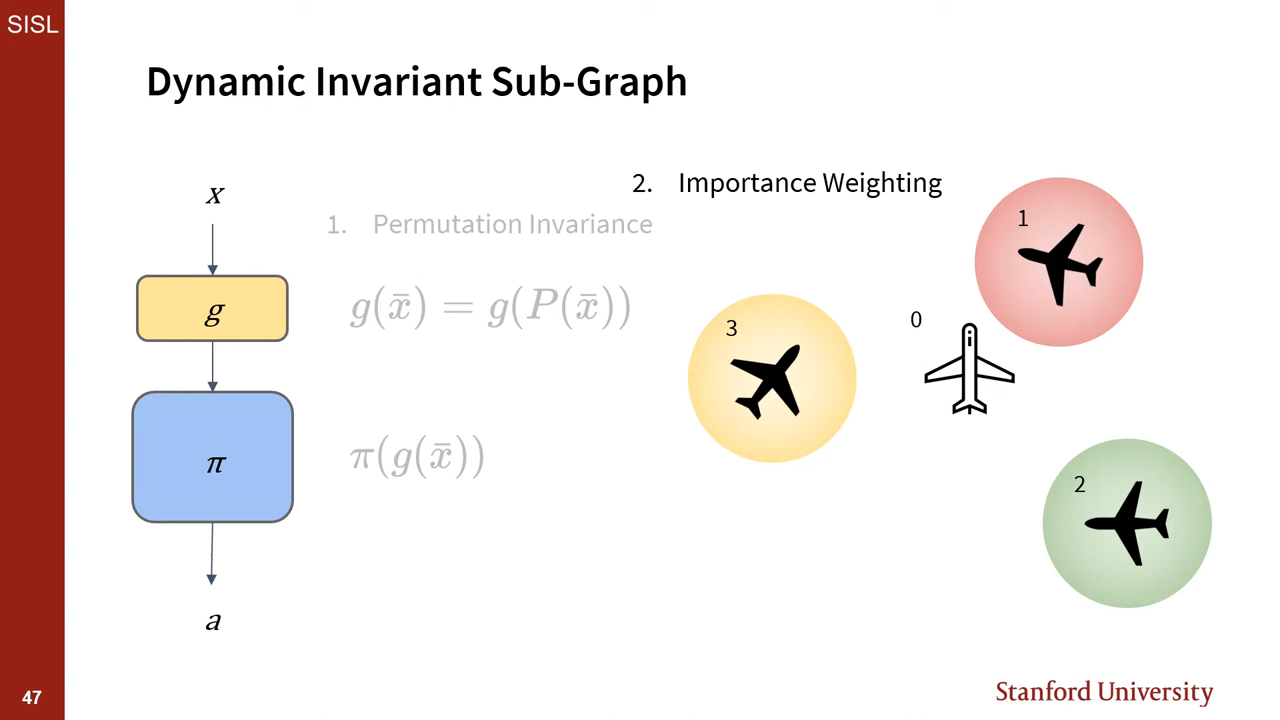 SISL
Dynamic Invariant Sub-Graph
x
g
π
a
1. Permutation Invariance
g(x̄) = g(P(x̄))
π(g(x̄))
2. Importance Weighting
1
0
3
2
47
Stanford University